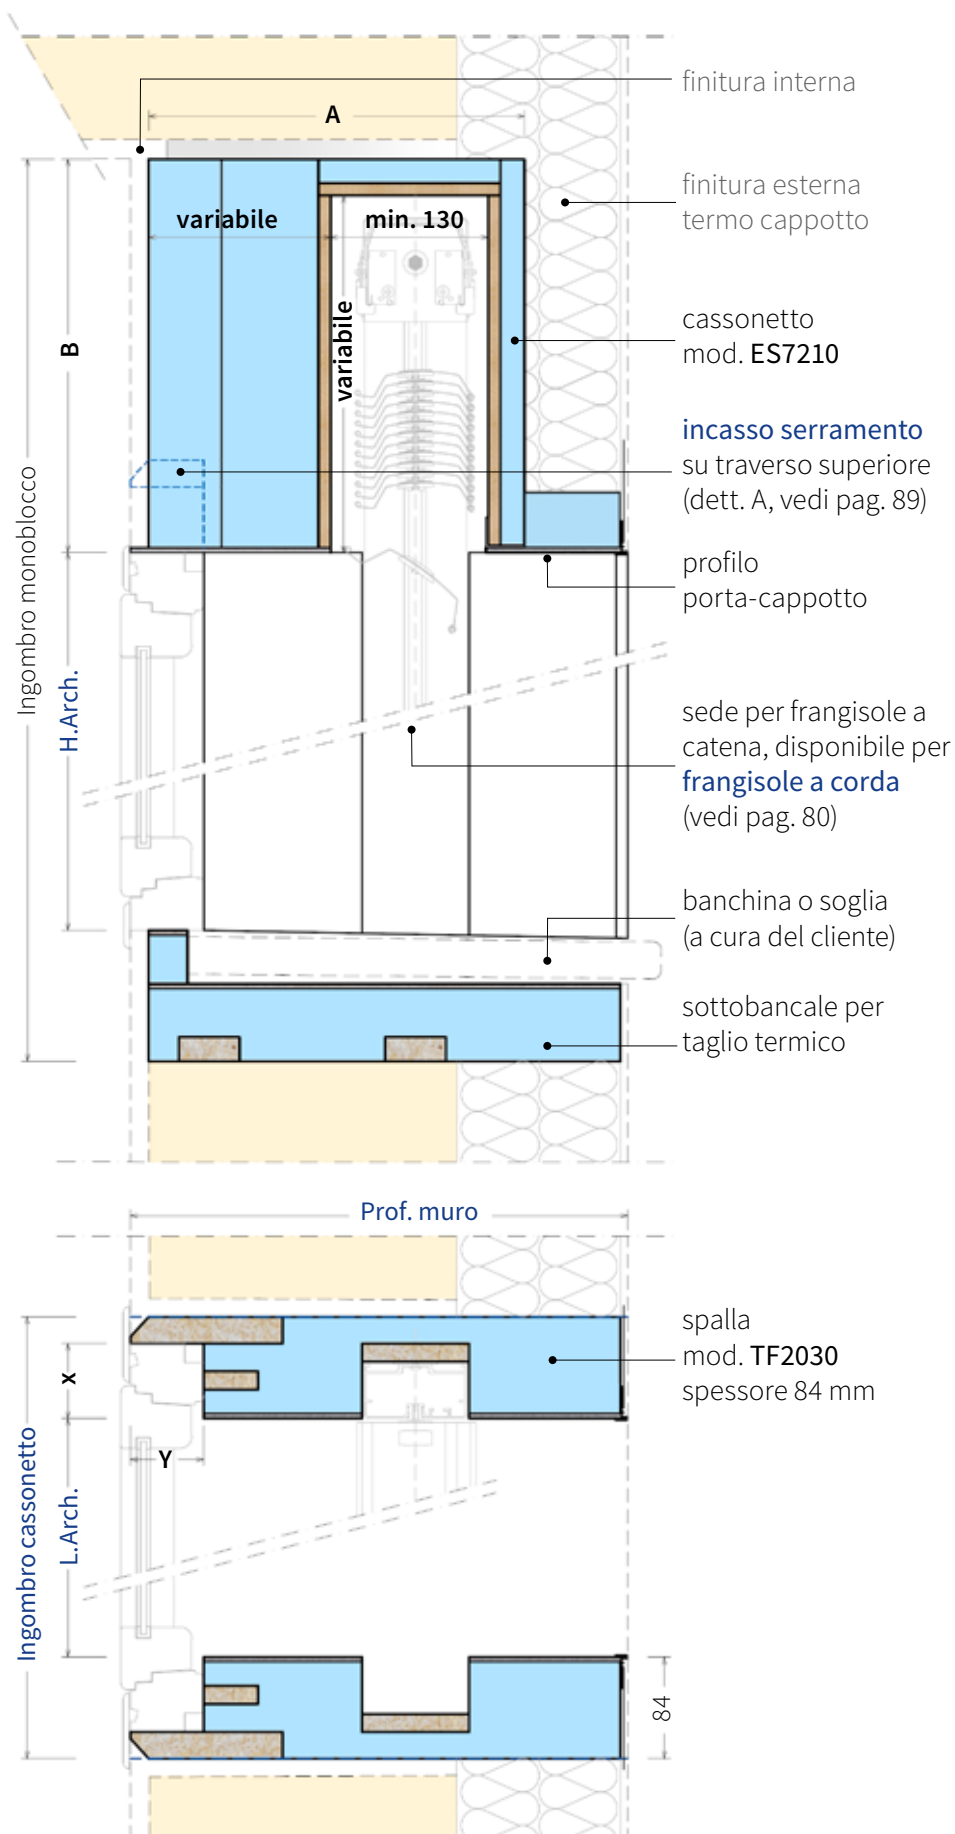 finitura interna
A
finitura esterna
termo cappotto
variabile
min. 130
variabile
cassonetto
mod. ES7210
B
incasso serramento
su traverso superiore
(dett. A, vedi pag. 89)
Ingombro monoblocco
profilo
porta-cappotto
H.Arch.
sede per frangisole a
catena, disponibile per
frangisole a corda
(vedi pag. 80)
banchina o soglia
(a cura del cliente)
sottobancale per
taglio termico
Prof. muro
spalla
mod. TF2030
spessore 84 mm
X
Y
Ingombro cassonetto
L.Arch.
84